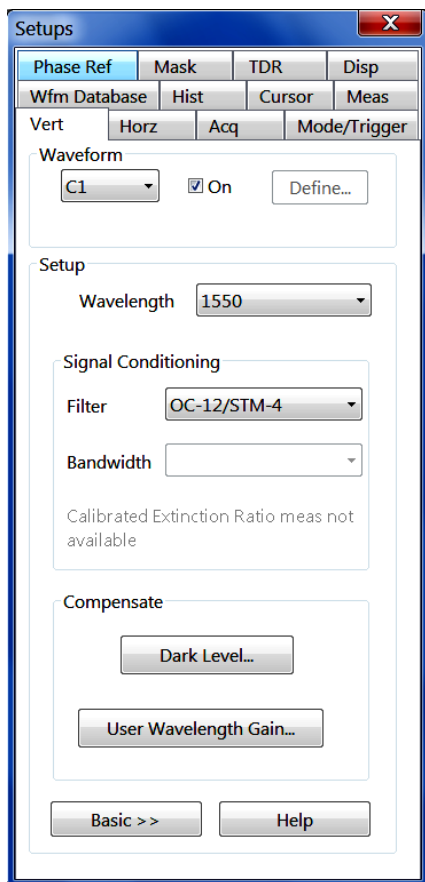 Setups
X
Phase Ref Mask TDR Disp
Wfm Database Hist Cursor Meas
Vert Horz Acq Mode/Trigger
Waveform
C1 On Define...
Setup
Wavelength 1550
Signal Conditioning
Filter OC-12/STM-4
Bandwidth
Calibrated Extinction Ratio meas not
available
Compensate
Dark Level...
User Wavelength Gain...
Basic >> Help